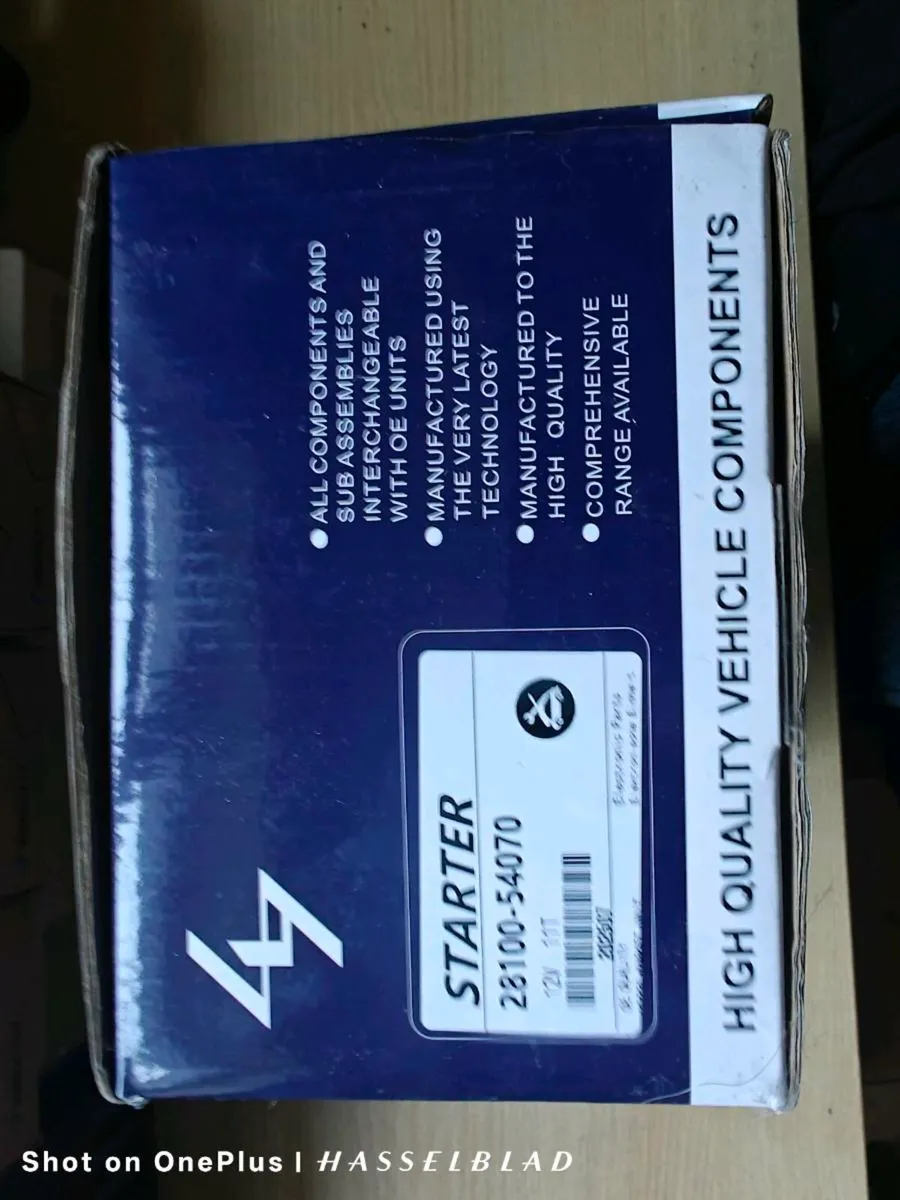 ALL COMPONENTS AND
SUB ASSEMBLIES
INTERCHANGEABLE
WITH OE UNITS
MANUFACTURED USING
THE VERY LATEST
TECHNOLOGY
MANUFACTURED TO THE
HIGH QUALITY
COMPREHENSIVE
RANGE AVAILABLE
STARTER
28100-54070
12V 11T
HIGH QUALITY VEHICLE COMPONENTS
Shot on OnePlus | HASSELBLAD